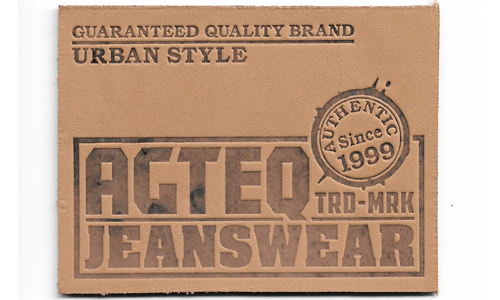 GUARANTEED QUALITY BRAND
URBAN STYLE
AUTHENTIC
Since
1999
AGTEQ
TRD-MRK
JEANSWEAR